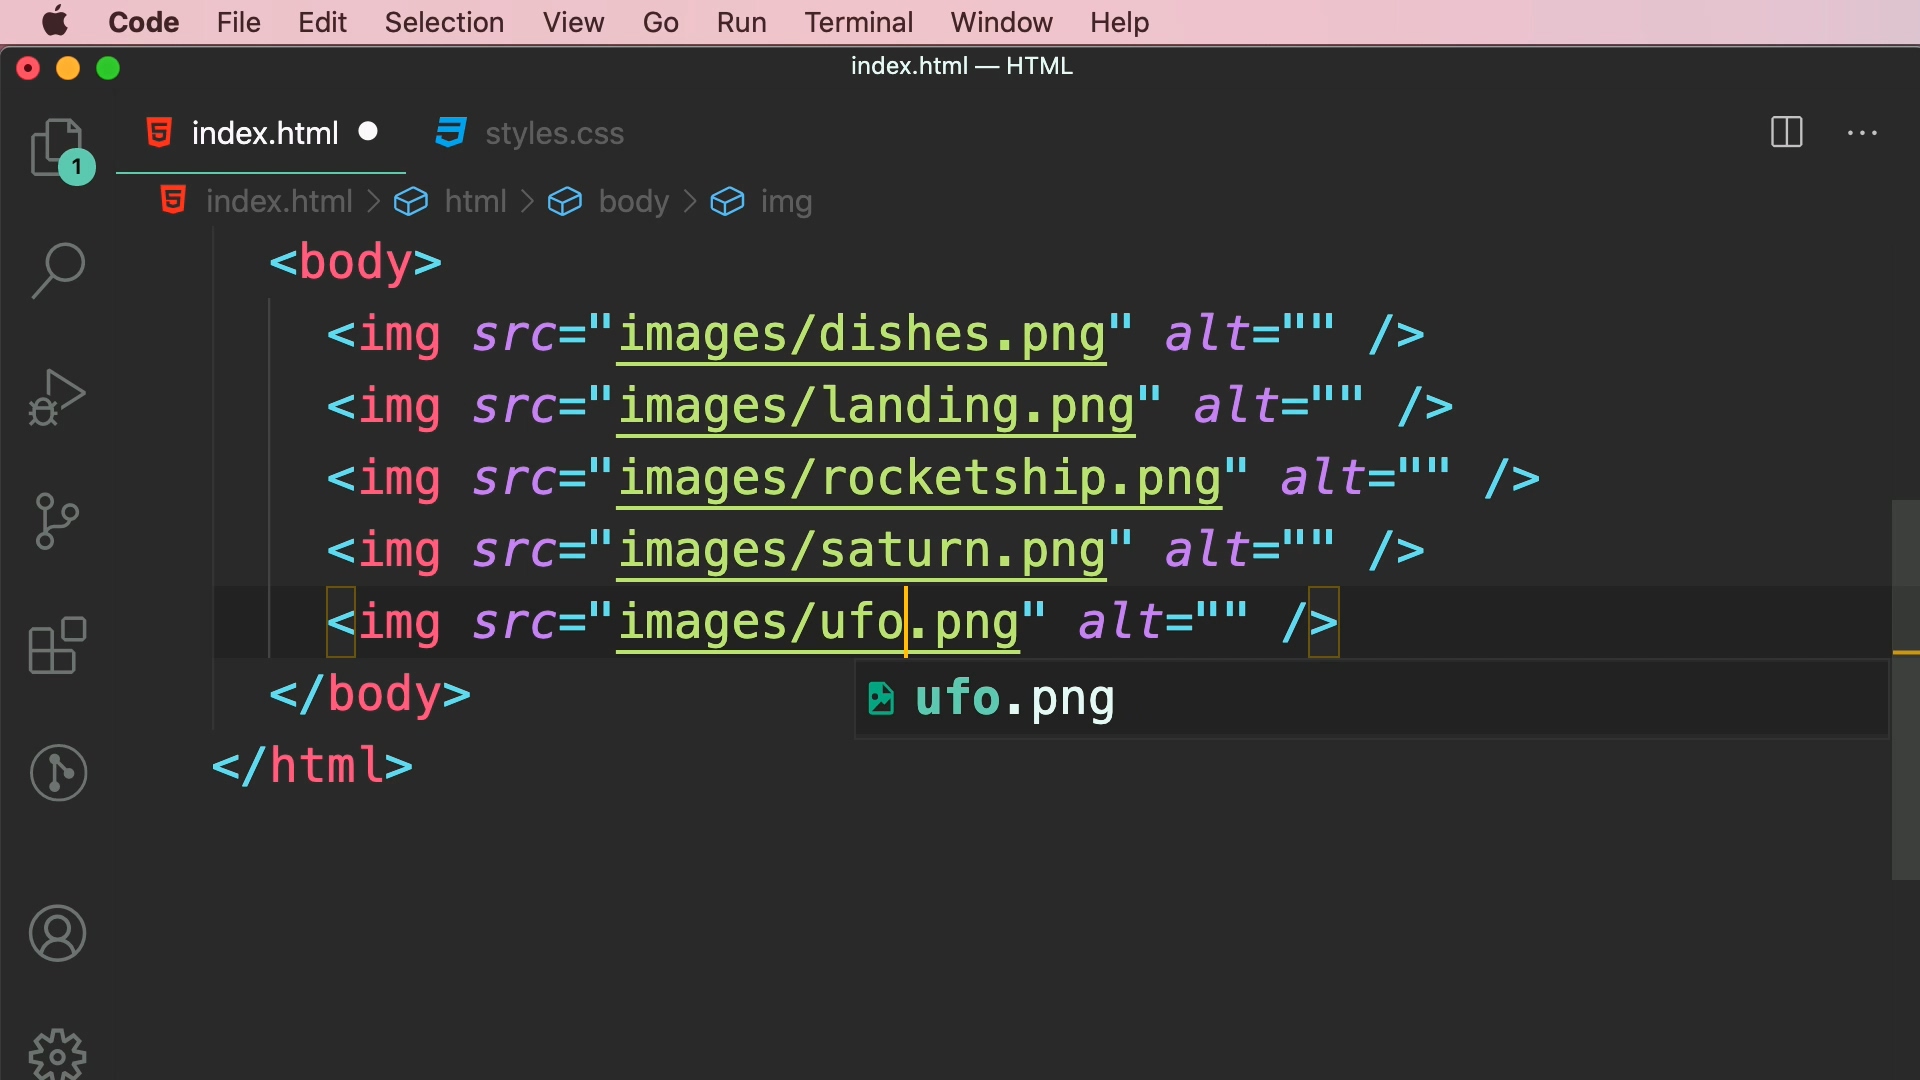 Code File Edit Selection View Go Run Terminal Window Help
index.html — HTML
index.html styles.css
1
index.html > html > body > img
<body>
<img src="images/dishes.png" alt="" />
<img src="images/landing.png" alt="" />
<img src="images/rocketship.png" alt="" />
<img src="images/saturn.png" alt="" />
<img src="images/ufo.png" alt="" />
</body>
ufo.png
</html>